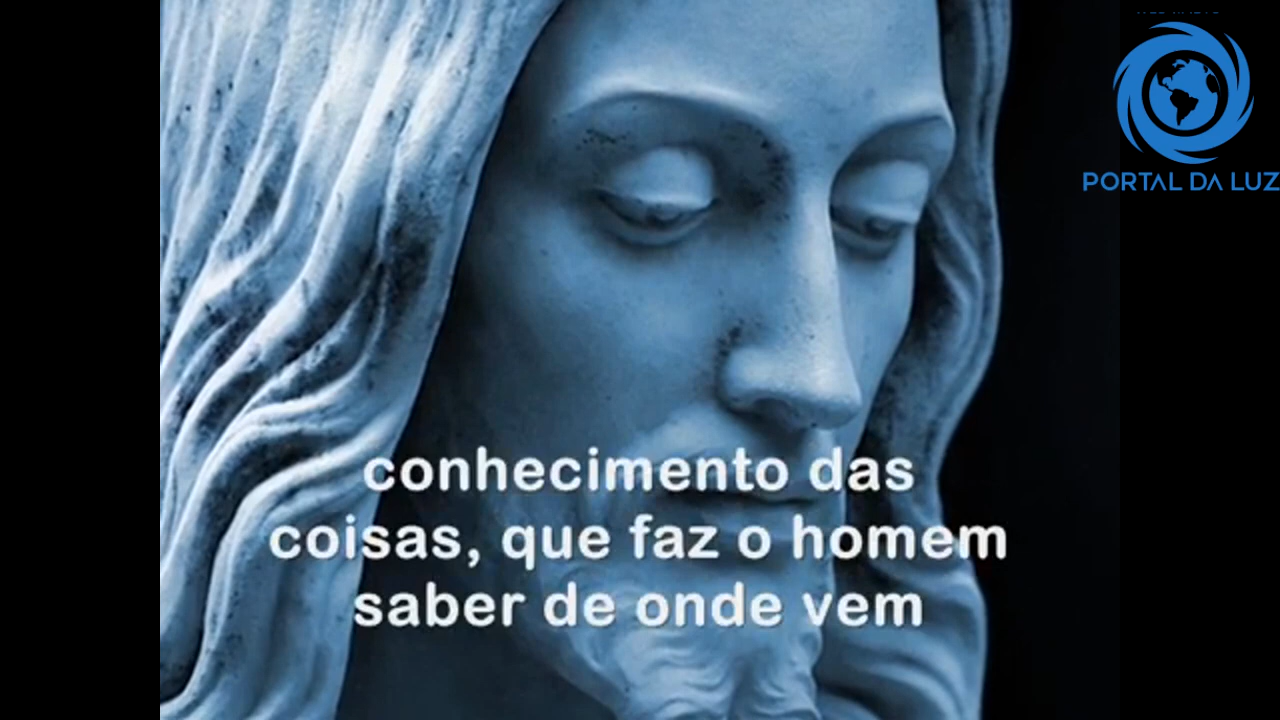 PORTAL DA LUZ
conhecimento das
coisas, que faz o homem
saber de onde vem